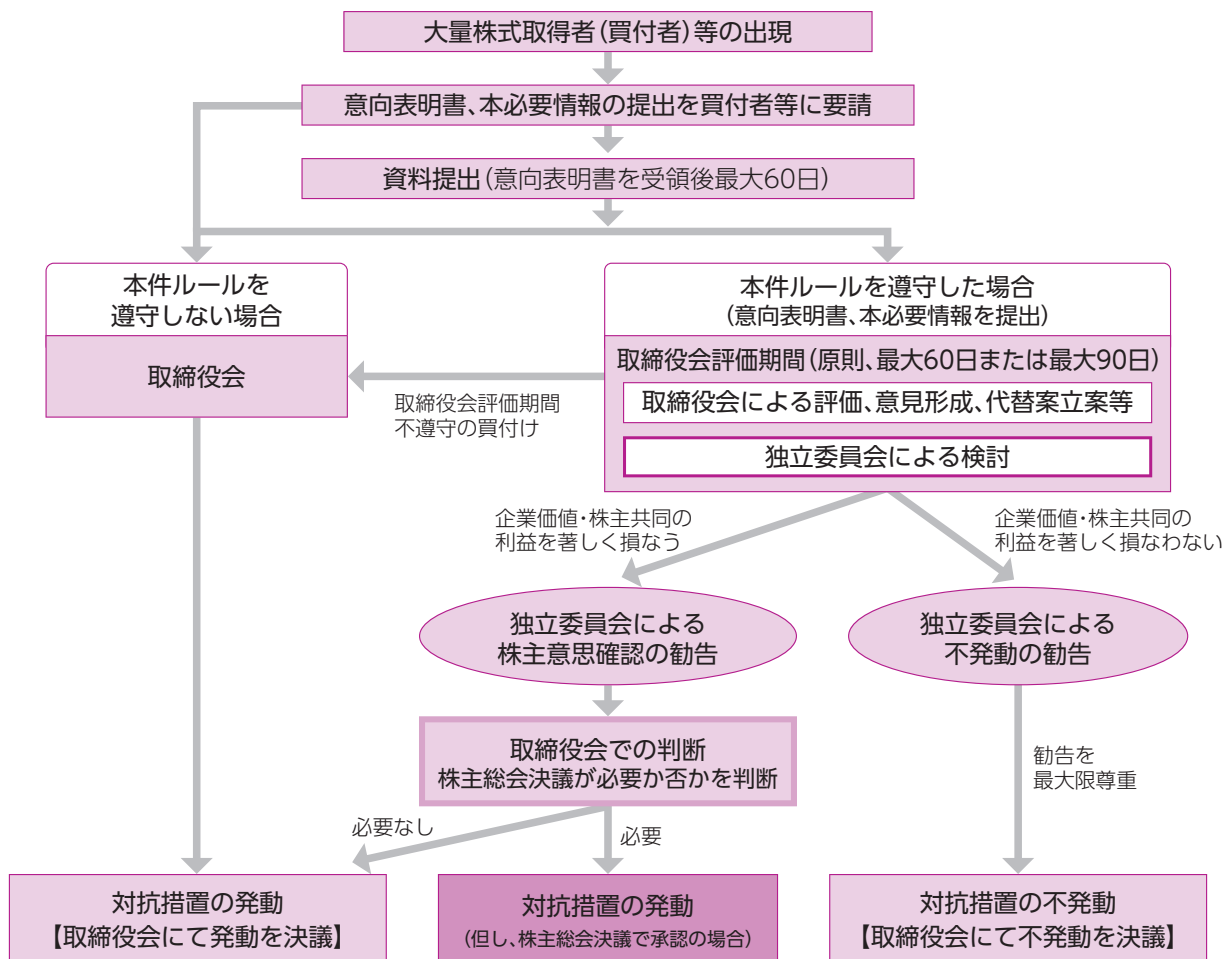 大量株式取得者(買付者)等の出現
意向表明書、本必要情報の提出を買付者等に要請
資料提出(意向表明書を受領後最大60日)
本件ルールを
遵守しない場合
取締役会
本件ルールを遵守した場合
(意向表明書、本必要情報を提出)
取締役会評価期間(原則、最大60日または最大90日)
取締役会による評価、意見形成、代替案立案等
独立委員会による検討
取締役会評価期間
不遵守の買付け
企業価値・株主共同の
利益を著しく損なう
企業価値・株主共同の
利益を著しく損なわない
独立委員会による
株主意思確認の勧告
独立委員会による
不発動の勧告
取締役会での判断
株主総会決議が必要か否かを判断
勧告を
最大限尊重
必要なし
必要
対抗措置の発動
【取締役会にて発動を決議】
対抗措置の発動
(但し、株主総会決議で承認の場合)
対抗措置の不発動
【取締役会にて不発動を決議】